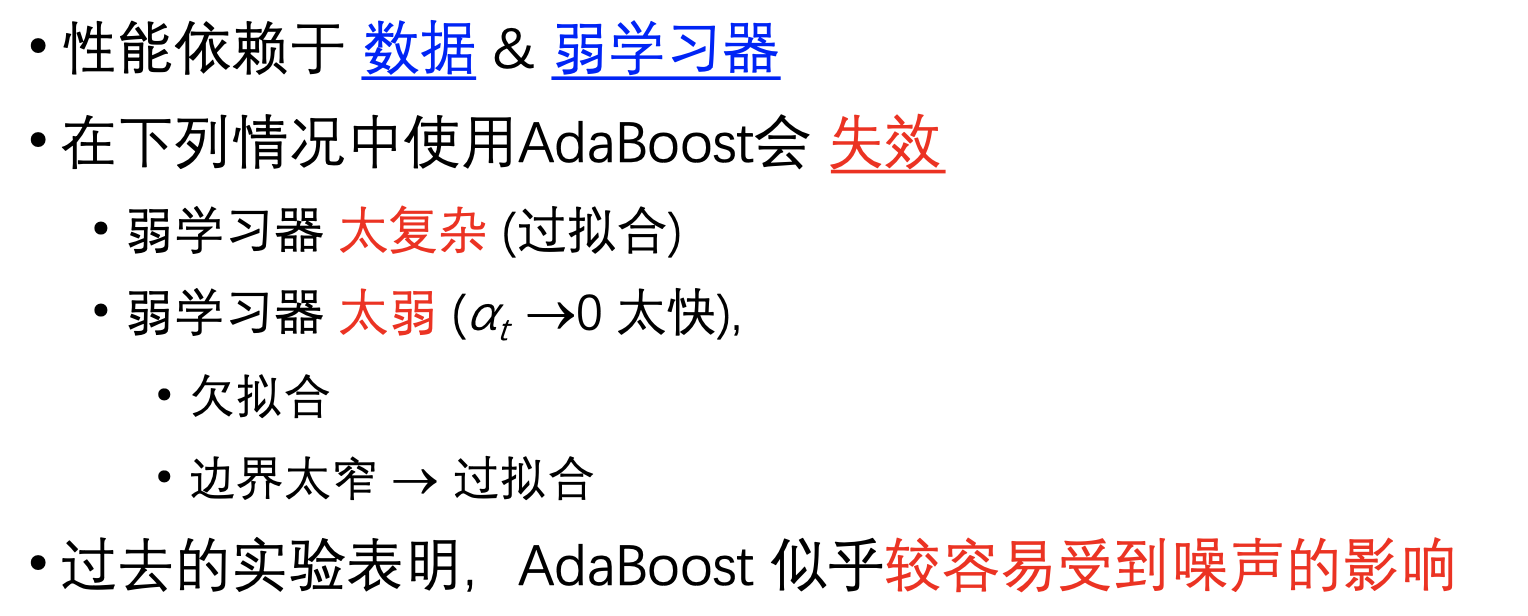 • 性能依赖于 数据 & 弱学习器
• 在下列情况中使用AdaBoost会 失效
• 弱学习器 太复杂 (过拟合)
• 弱学习器 太弱 (αt →0 太快),
• 欠拟合
• 边界太窄 → 过拟合
• 过去的实验表明，AdaBoost 似乎较容易受到噪声的影响